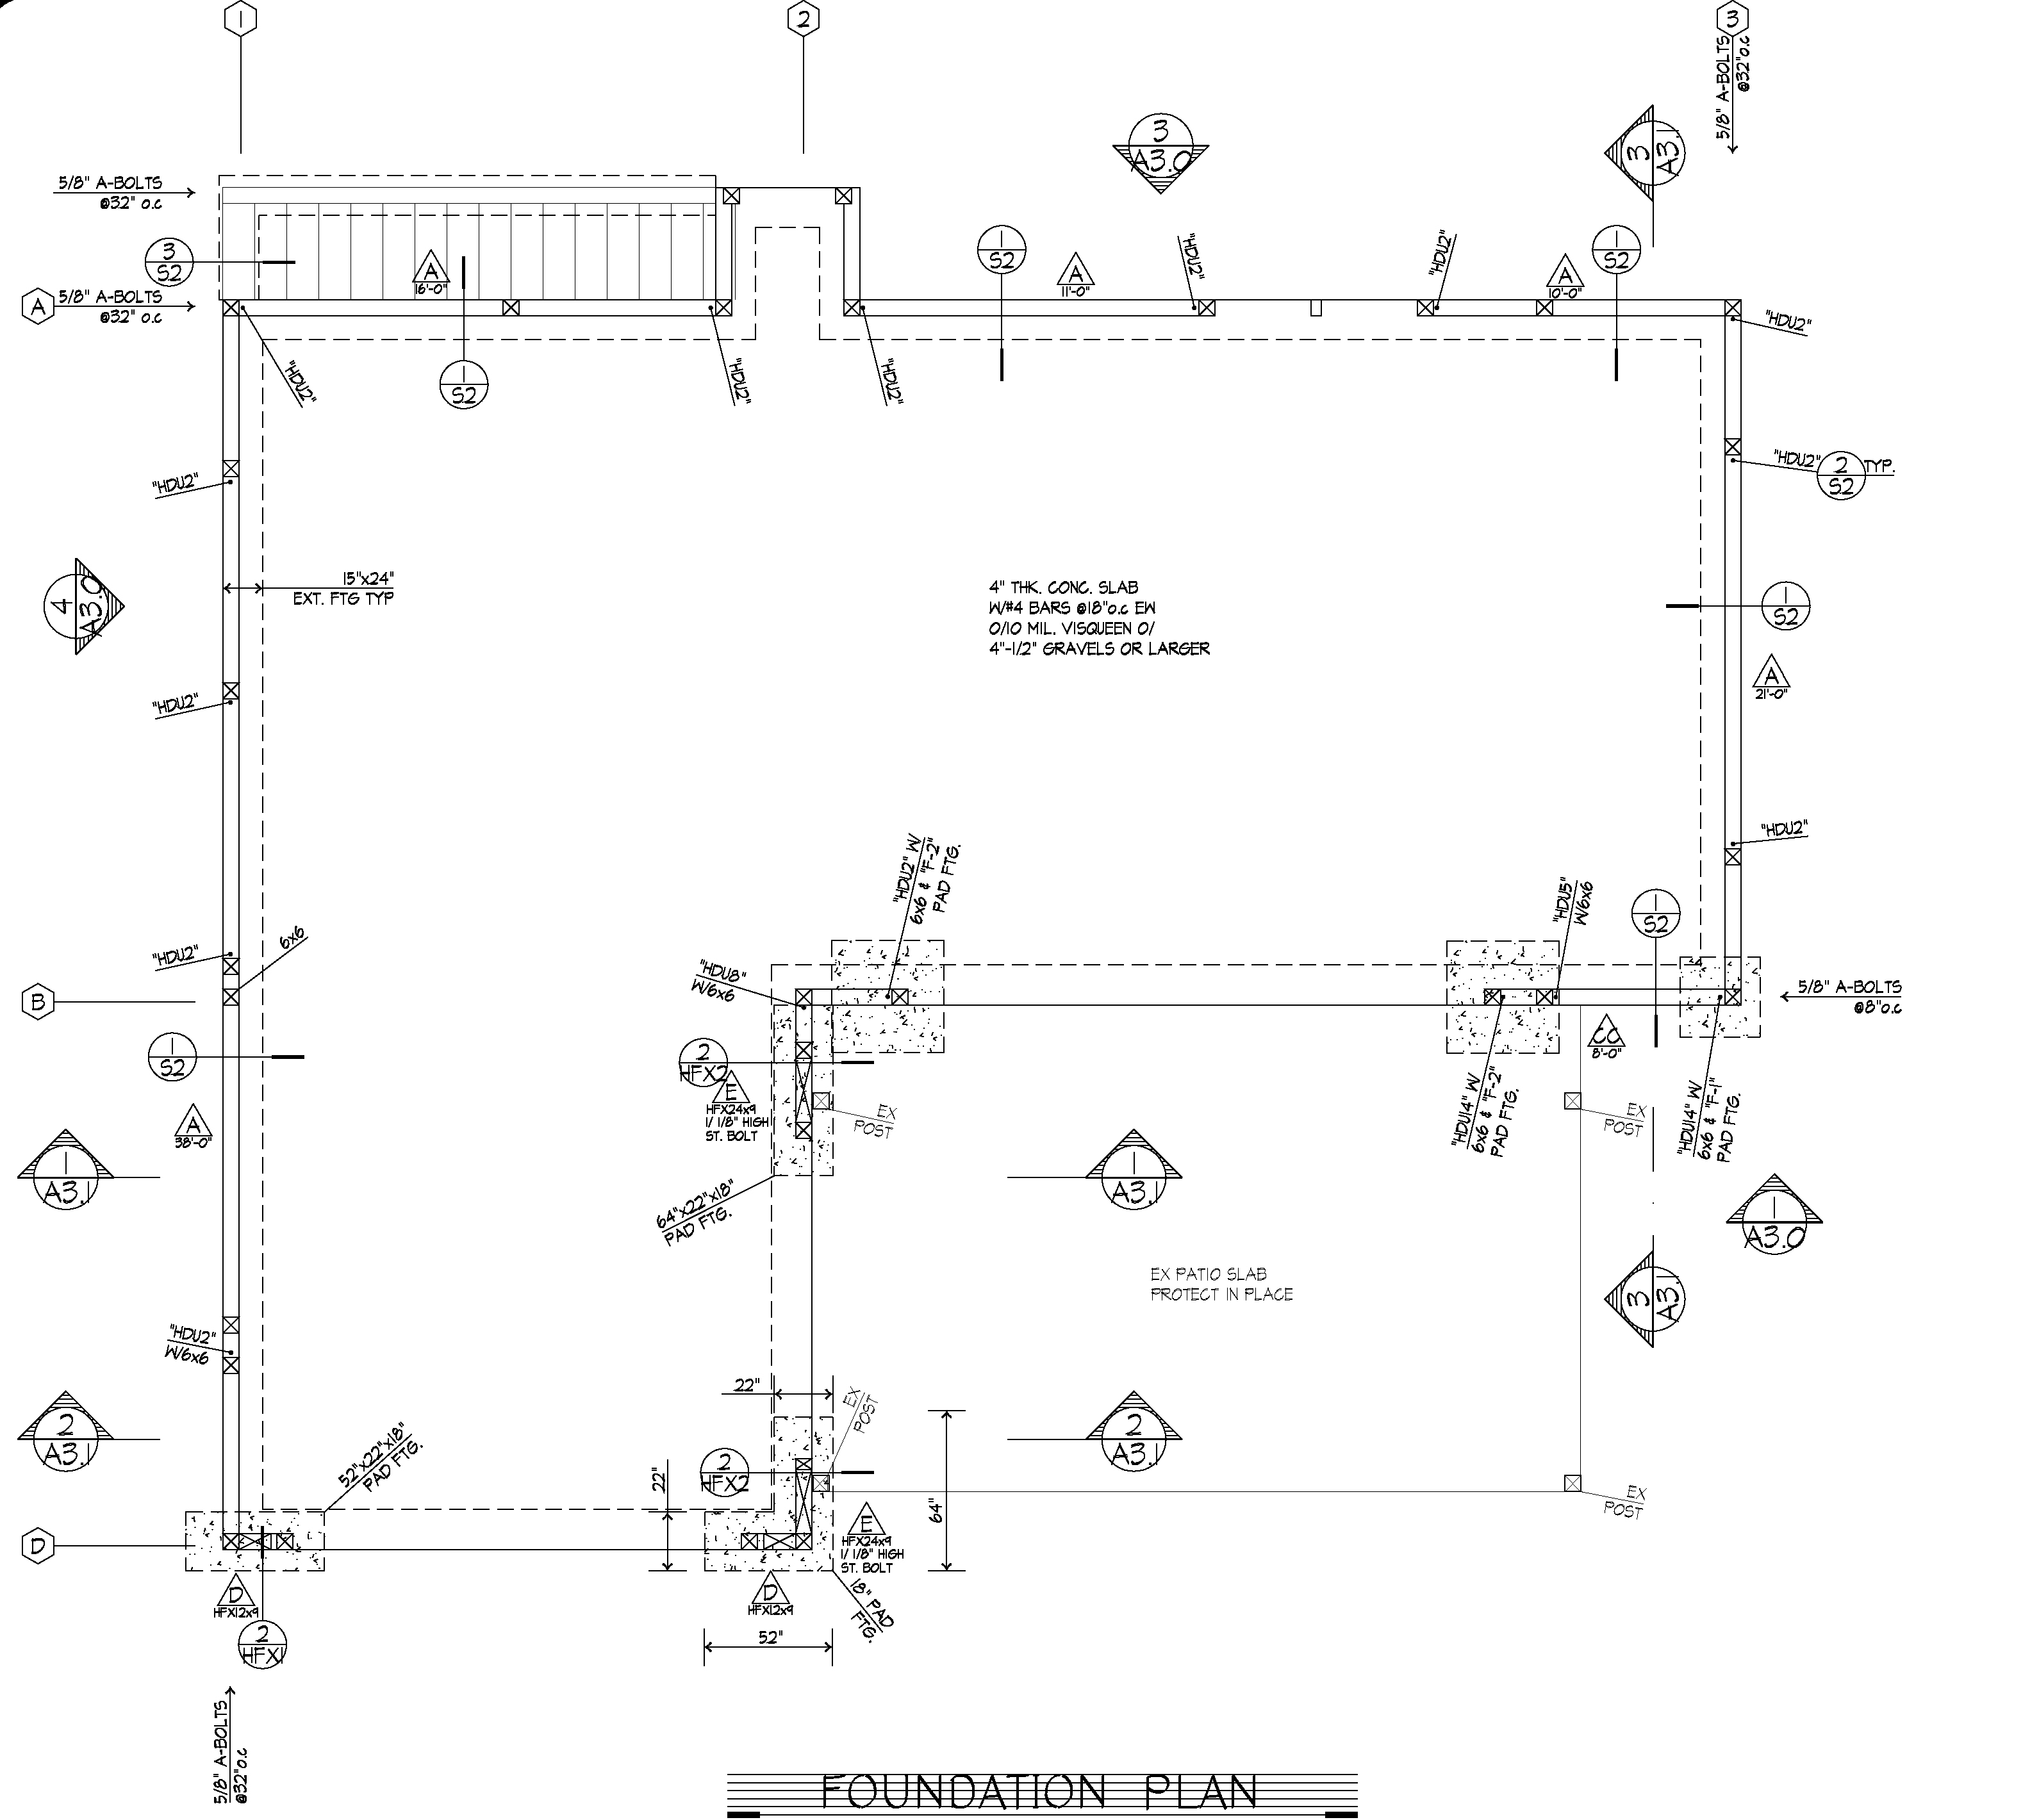 1
2
3
5/8" A-BOLTS
@32"o.c
3
A3.0
3
A3.1
5/8" A-BOLTS
@32" o.c
3
S2
A
16'-0"
1
S2
A
11'-0"
"HDU2"
"HDU2"
A
10'-0"
1
S2
A
5/8" A-BOLTS
@32" o.c
"HDU2"
"HDU2"
1
S2
"HDU2"
"HDU2"
"HDU2"
"HDU2"
2
S2
TYP.
4
A3.0
15"x24"
EXT. FTG TYP
4" THK. CONC. SLAB
W/#4 BARS @18"o.c EW
O/10 MIL. VISQUEEN O/
4"-1/2" GRAVELS OR LARGER
1
S2
A
21'-0"
"HDU2"
"HDU2"
"HDU2" W/
6x6 & "F-2"
PAD FTG.
"HDU5"
W/6x6
1
S2
"HDU2"
6x6
"HDU8"
W/6x6
B
5/8" A-BOLTS
@8"o.c
1
S2
2
HFX2
E
HFX24x9
1/ 1/8" HIGH
ST. BOLT
EX
POST
CC
8'-0"
"HDU14" W/
6x6 & "F-2"
PAD FTG.
EX
POST
"HDU14" W/
6x6 & "F-1"
PAD FTG.
A
38'-0"
1
A3.1
1
A3.1
64"x22"x18"
PAD FTG.
1
A3.0
EX PATIO SLAB
PROTECT IN PLACE
3
A3.1
"HDU2"
W/6x6
22"
EX
POST
2
A3.1
2
A3.1
52"x22"x18"
PAD FTG.
22"
2
HFX2
64"
EX
POST
D
E
HFX24x9
1/ 1/8" HIGH
ST. BOLT
D
HFX12x9
D
HFX12x9
18" PAD
FTG.
2
HFX1
52"
5/8" A-BOLTS
@32"o.c
FOUNDATION PLAN